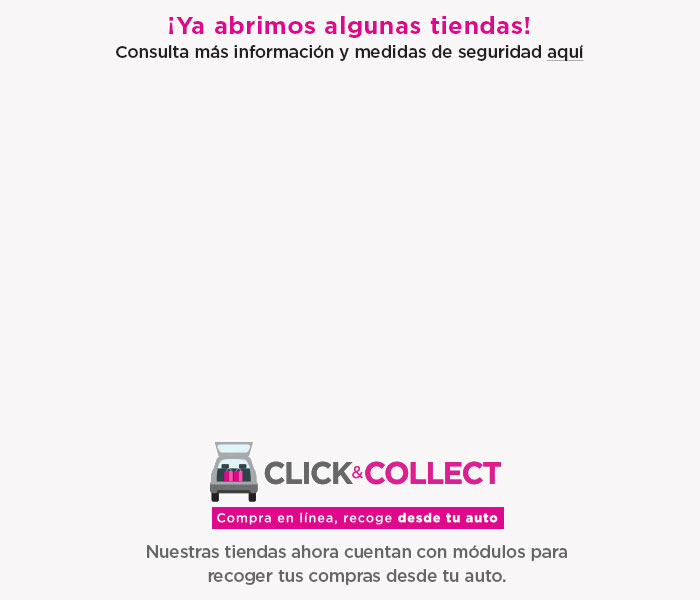 ¡Ya abrimos algunas tiendas!
Consulta más información y medidas de seguridad aquí
CLICK&COLLECT
Compra en línea, recoge desde tu auto
Nuestras tiendas ahora cuentan con módulos para
recoger tus compras desde tu auto.